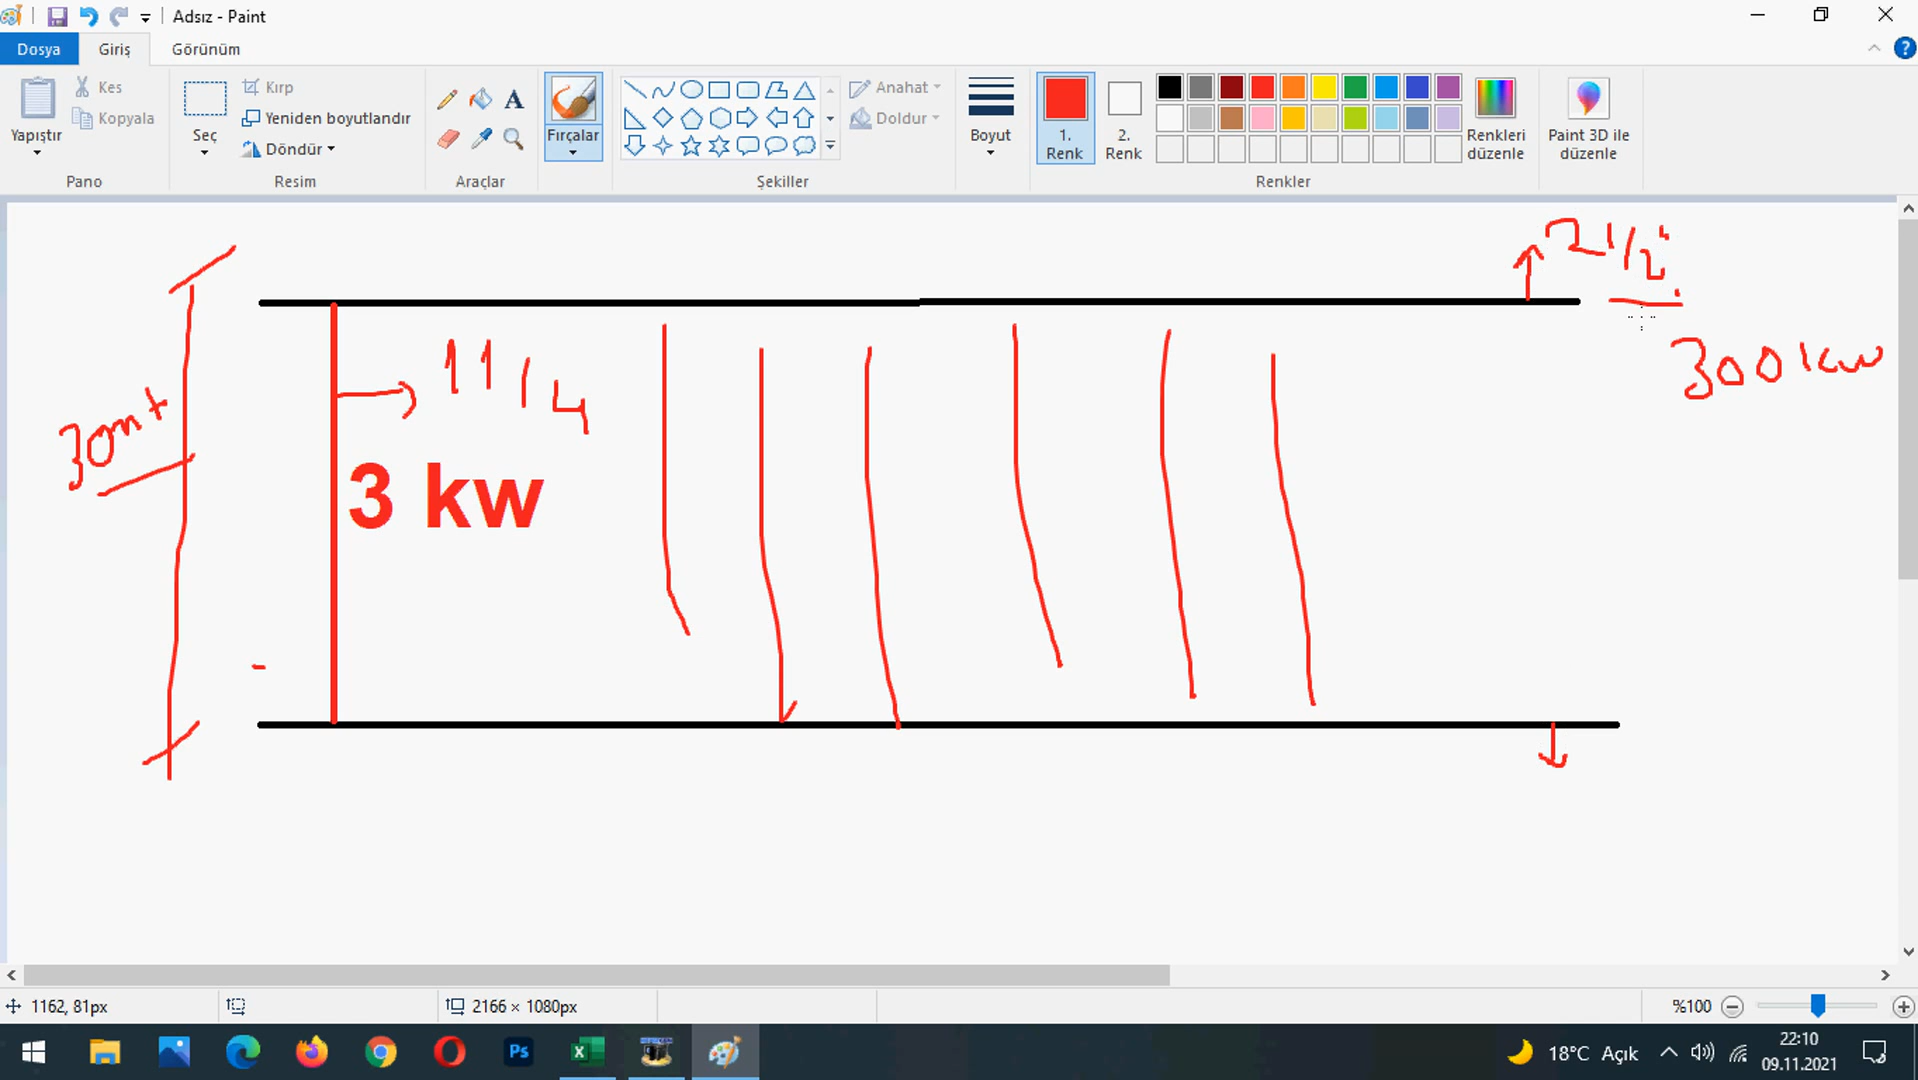 Adsız - Paint
Dosya
Giriş
Görünüm
Yapıştır
Kes
Kopyala
Pano
Seç
Kırp
Yeniden boyutlandır
Döndür
Resim
A
Araçlar
Fırçalar
Şekiller
Anahat
Doldur
Boyut
1.
Renk
2.
Renk
Renkler
Renkleri
düzenle
Paint 3D ile
düzenle
2 1/2"
300 kw
30mt
1 1/4
3 kw
1162, 81px
2166 × 1080px
%100
Ps
X
18°C Açık
22:10
09.11.2021